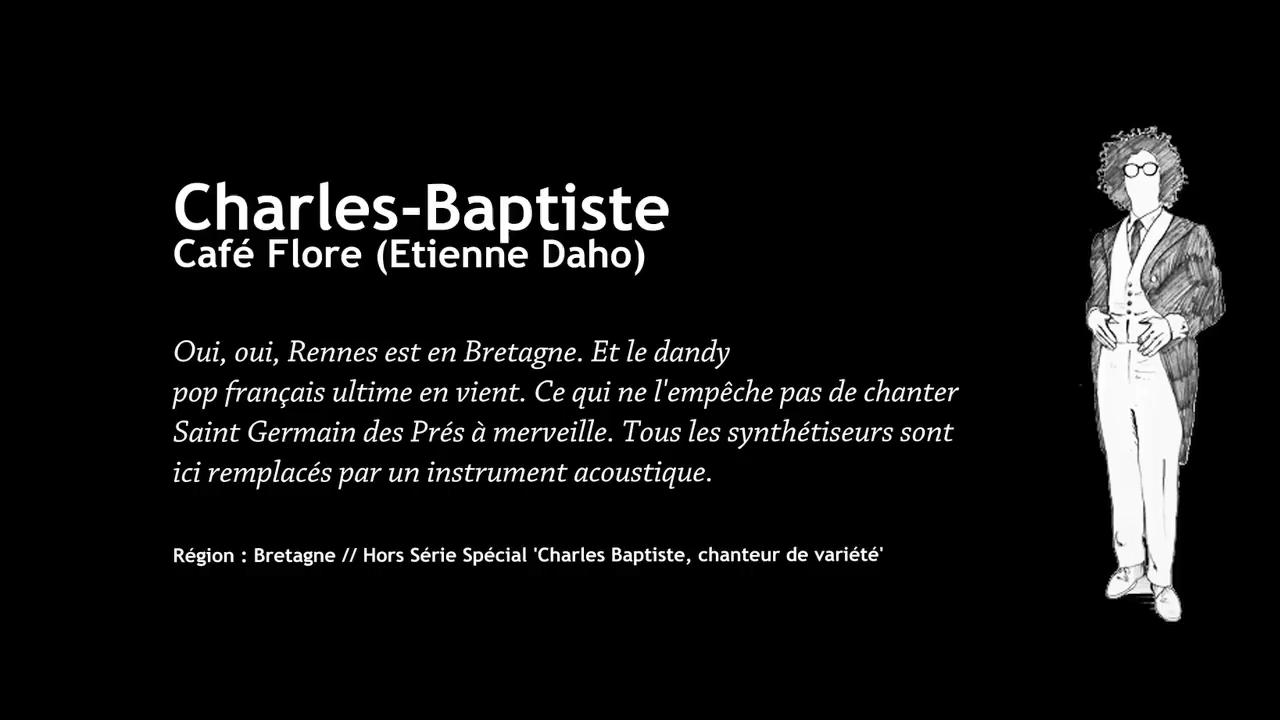 Charles-Baptiste
Café Flore (Etienne Daho)
Oui, oui, Rennes est en Bretagne. Et le dandy
pop français ultime en vient. Ce qui ne l'empêche pas de chanter
Saint Germain des Prés à merveille. Tous les synthétiseurs sont
ici remplacés par un instrument acoustique.
Région : Bretagne // Hors Série Spécial 'Charles Baptiste, chanteur de variété'